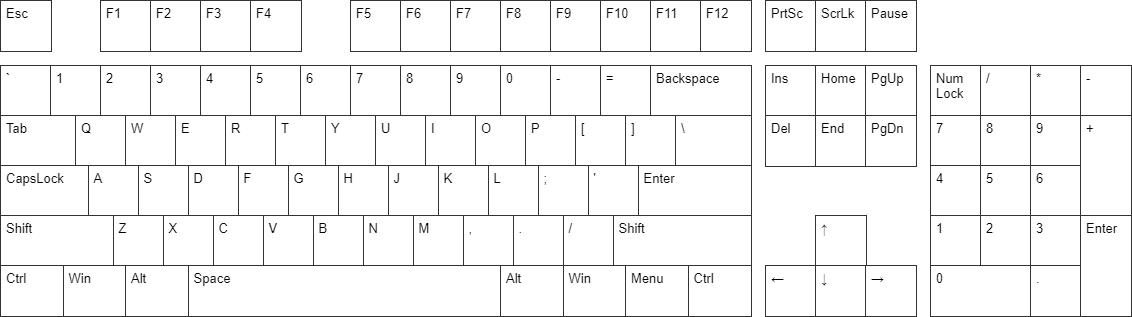 Esc F1 F2 F3 F4 F5 F6 F7 F8 F9 F10 F11 F12 PrtSc ScrLk Pause
` 1 2 3 4 5 6 7 8 9 0 - = Backspace Ins Home PgUp Num / * -
Lock
Tab Q W E R T Y U I O P [ ] \ Del End PgDn 7 8 9 +
CapsLock A S D F G H J K L ; ' Enter 4 5 6
Shift Z X C V B N M , . / Shift ↑ 1 2 3 Enter
Ctrl Win Alt Space Alt Win Menu Ctrl ← ↓ → 0 .